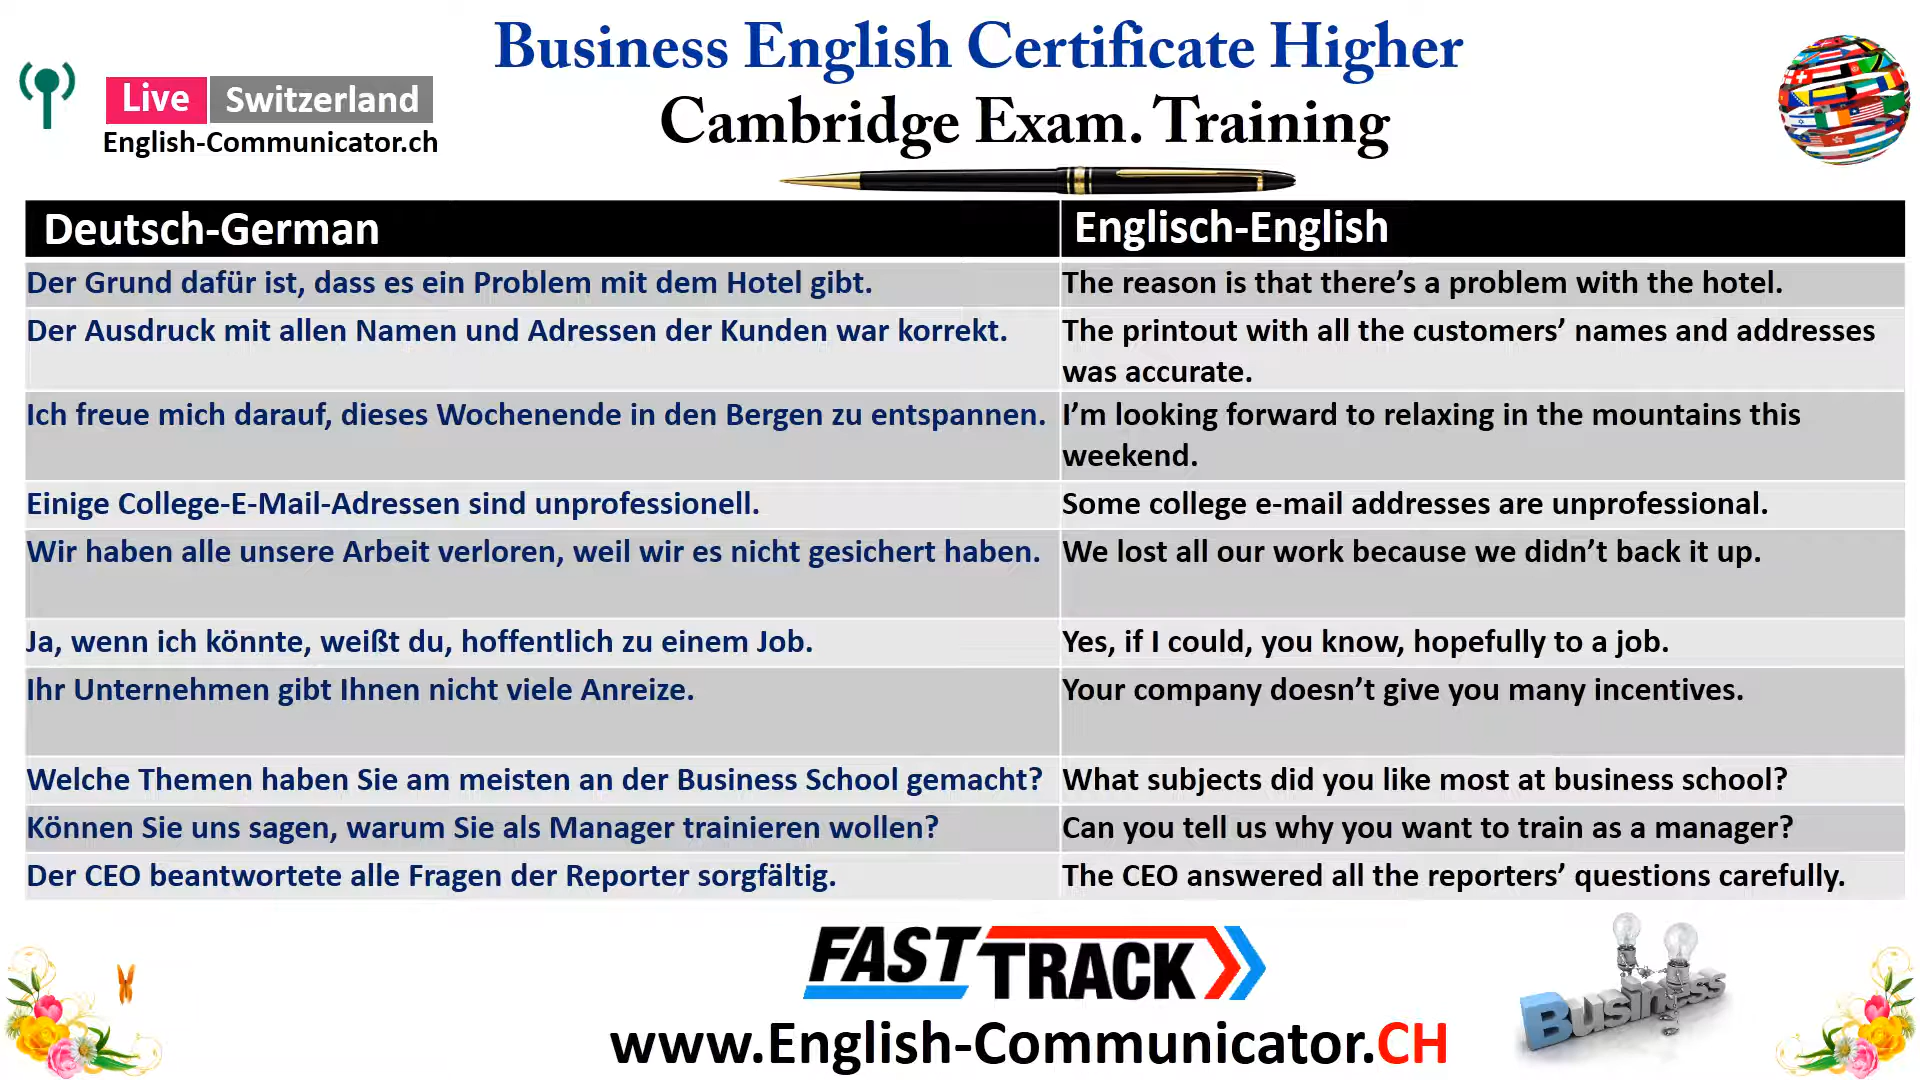 Business English Certificate Higher
Live Switzerland
Cambridge Exam. Training
English-Communicator.ch
Deutsch-German
Englisch-English
Der Grund dafür ist, dass es ein Problem mit dem Hotel gibt.
The reason is that there’s a problem with the hotel.
Der Ausdruck mit allen Namen und Adressen der Kunden war korrekt.
The printout with all the customers’ names and addresses
was accurate.
Ich freue mich darauf, dieses Wochenende in den Bergen zu entspannen.
I’m looking forward to relaxing in the mountains this
weekend.
Einige College-E-Mail-Adressen sind unprofessionell.
Some college e-mail addresses are unprofessional.
Wir haben alle unsere Arbeit verloren, weil wir es nicht gesichert haben.
We lost all our work because we didn’t back it up.
Ja, wenn ich könnte, weißt du, hoffentlich zu einem Job.
Yes, if I could, you know, hopefully to a job.
Ihr Unternehmen gibt Ihnen nicht viele Anreize.
Your company doesn’t give you many incentives.
Welche Themen haben Sie am meisten an der Business School gemacht?
What subjects did you like most at business school?
Können Sie uns sagen, warum Sie als Manager trainieren wollen?
Can you tell us why you want to train as a manager?
Der CEO beantwortete alle Fragen der Reporter sorgfältig.
The CEO answered all the reporters’ questions carefully.
FAST TRACK
Business
www.English-Communicator.CH